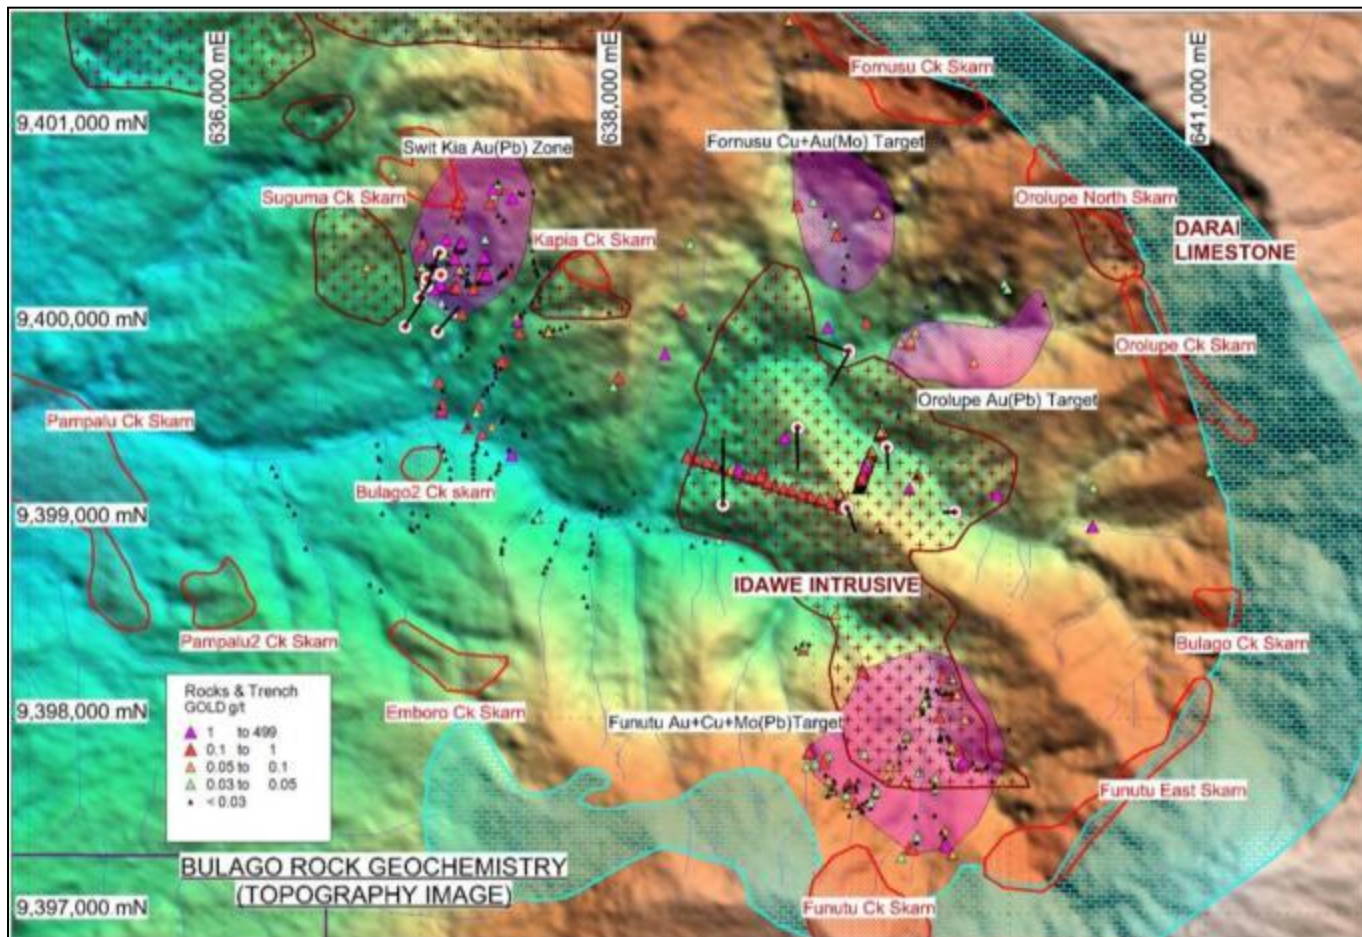 636,000 mE
638,000 mE
641,000 mE
Fornusu Ck Skarn
9,401,000 mN
Swit Kia Au(Pb) Zone
Fornusu Cu+Au(Mo) Target
Suguma Ck Skarn
Orolupe North Skarn
DARAI
LIMESTONE
Kapia Ck Skarn
9,400,000 mN
Orolupe Ck Skarn
Orolupe Au(Pb) Target
Pampalu Ck Skarn
Bulago2 Ck skarn
9,399,000 mN
IDAWE INTRUSIVE
Pampalu2 Ck Skarn
Bulago Ck Skarn
Rocks & Trench
GOLD g/t
1 to 499
0.1 to 1
0.05 to 0.1
0.03 to 0.05
< 0.03
9,398,000 mN
Emboro Ck Skarn
Funutu Au+Cu+Mo(Pb)Target
Funutu East Skarn
BULAGO ROCK GEOCHEMISTRY
(TOPOGRAPHY IMAGE)
9,397,000 mN
Funutu Ck Skarn